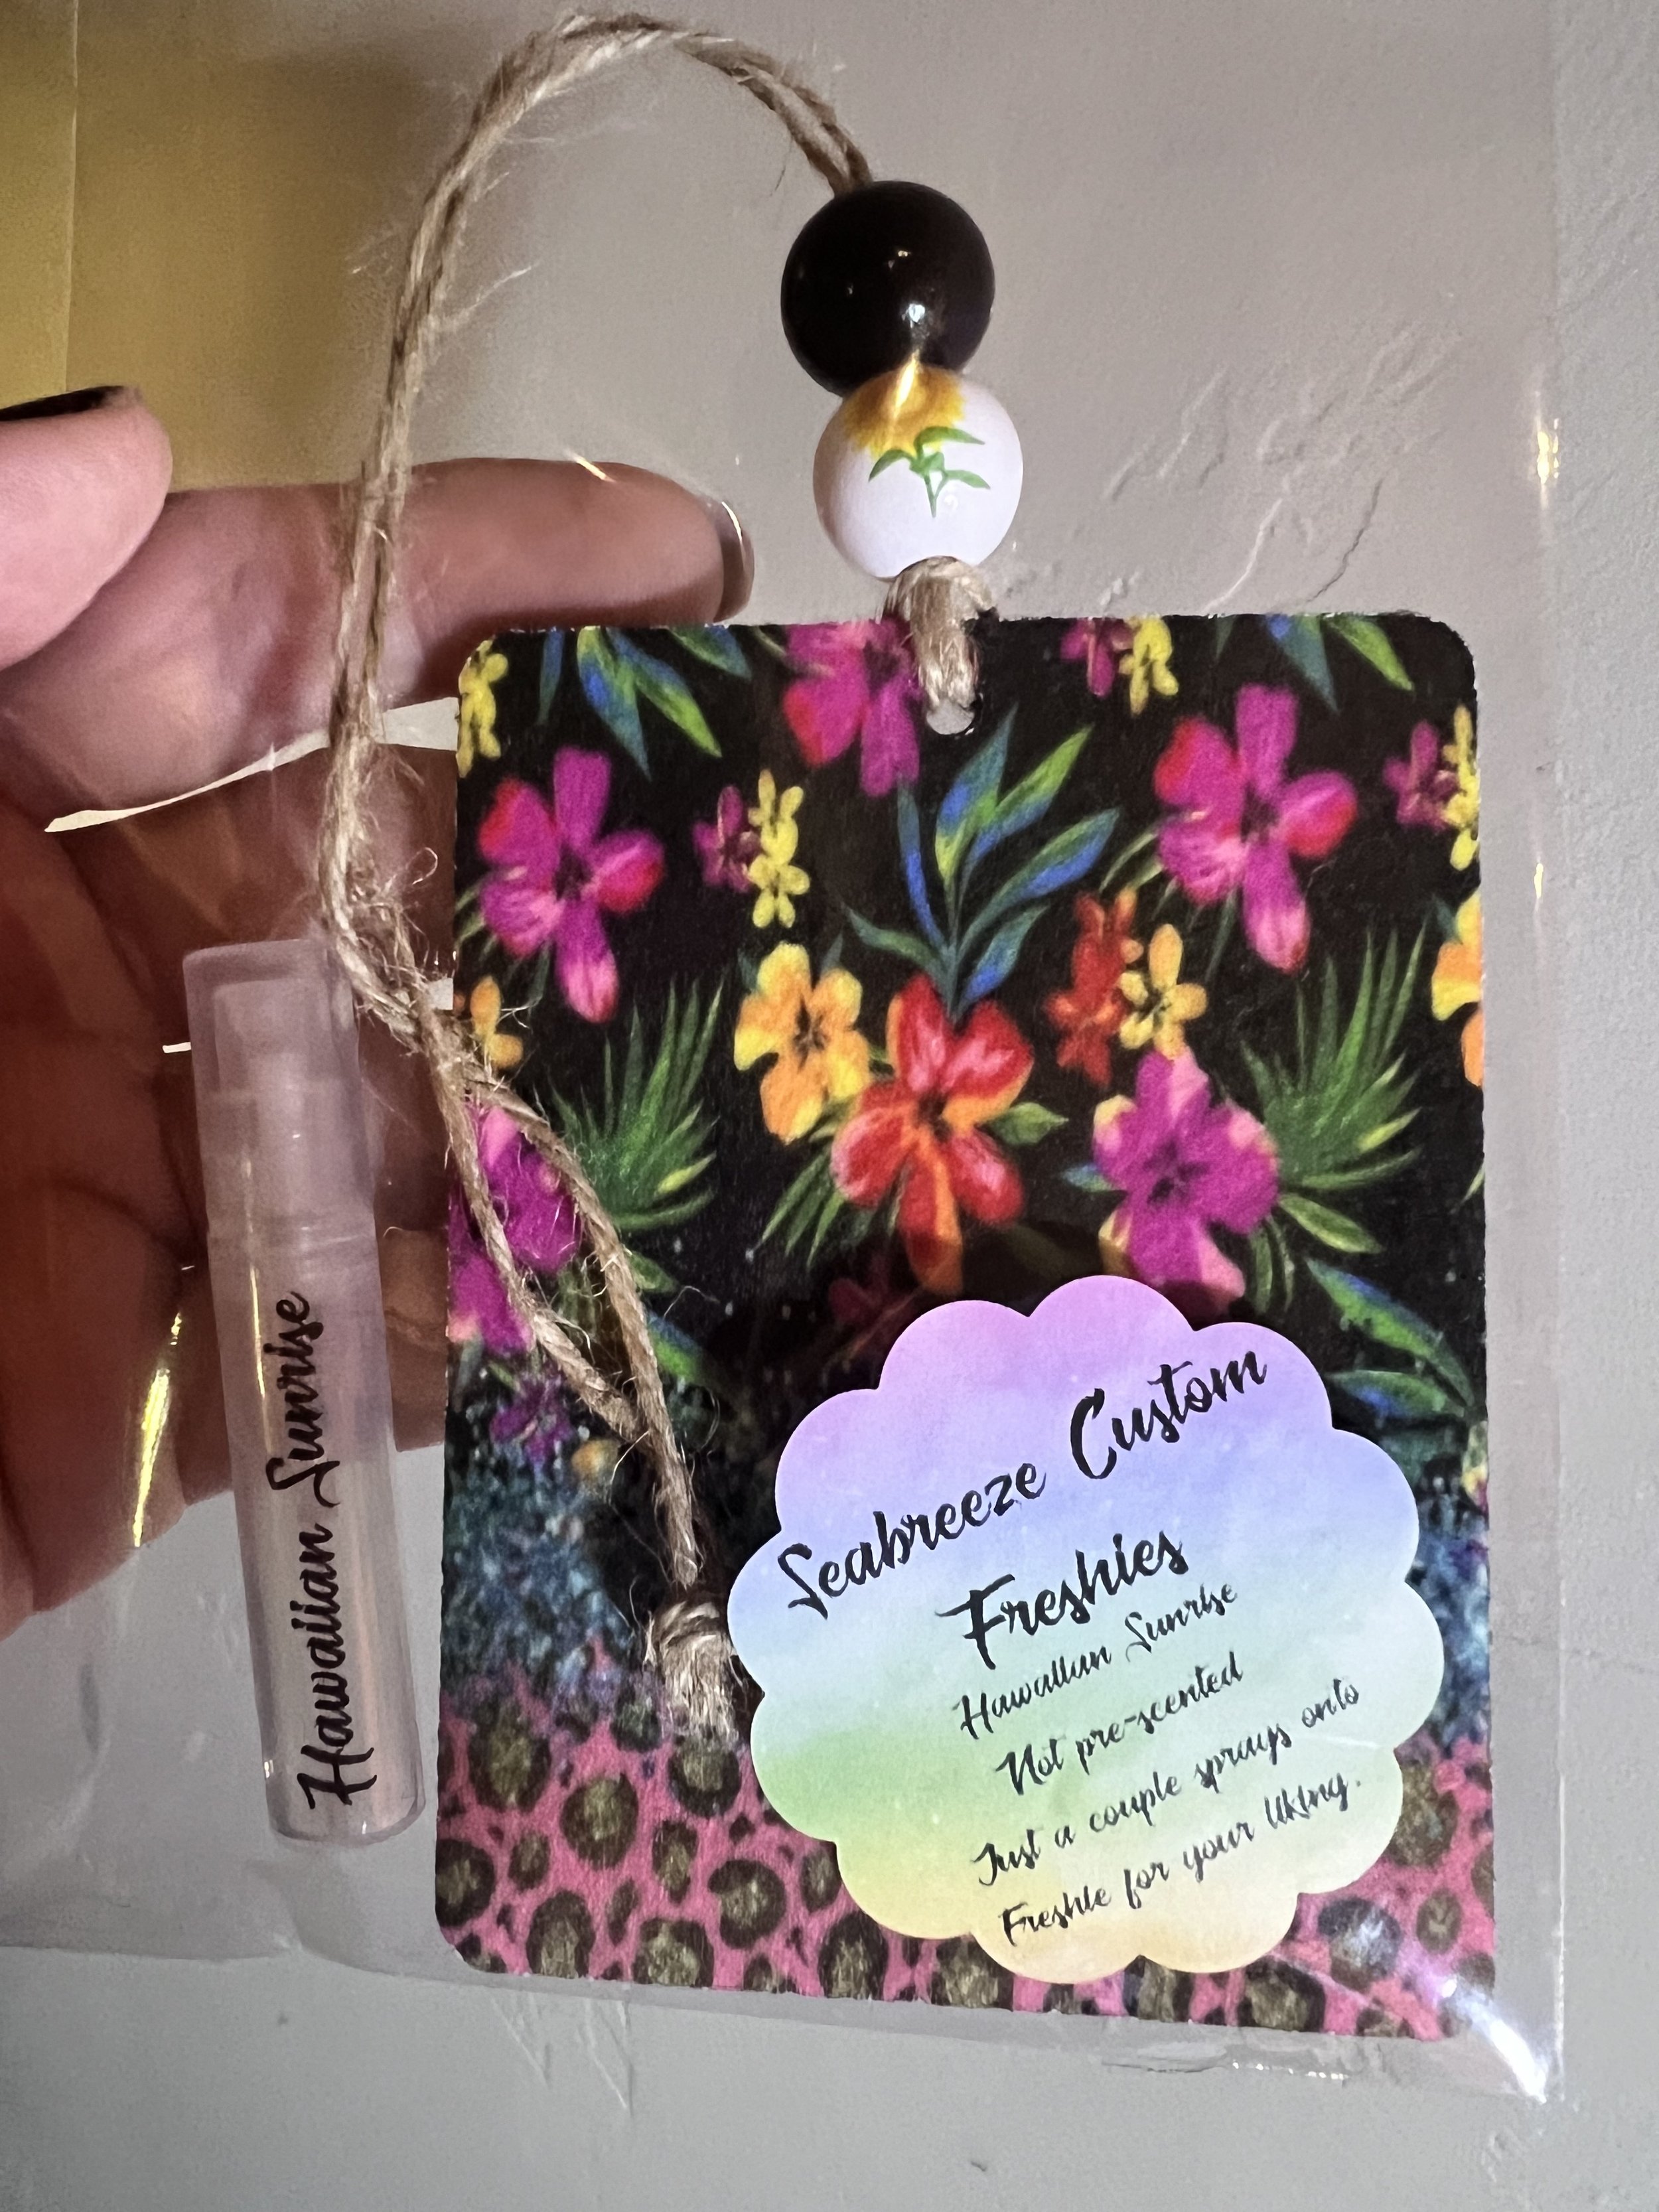 Hawaiian Sunrise
Seabreeze Custom
Freshies
Hawaiian Sunrise
Not pre-scented
Just a couple sprays onto
Freshie for your liking.